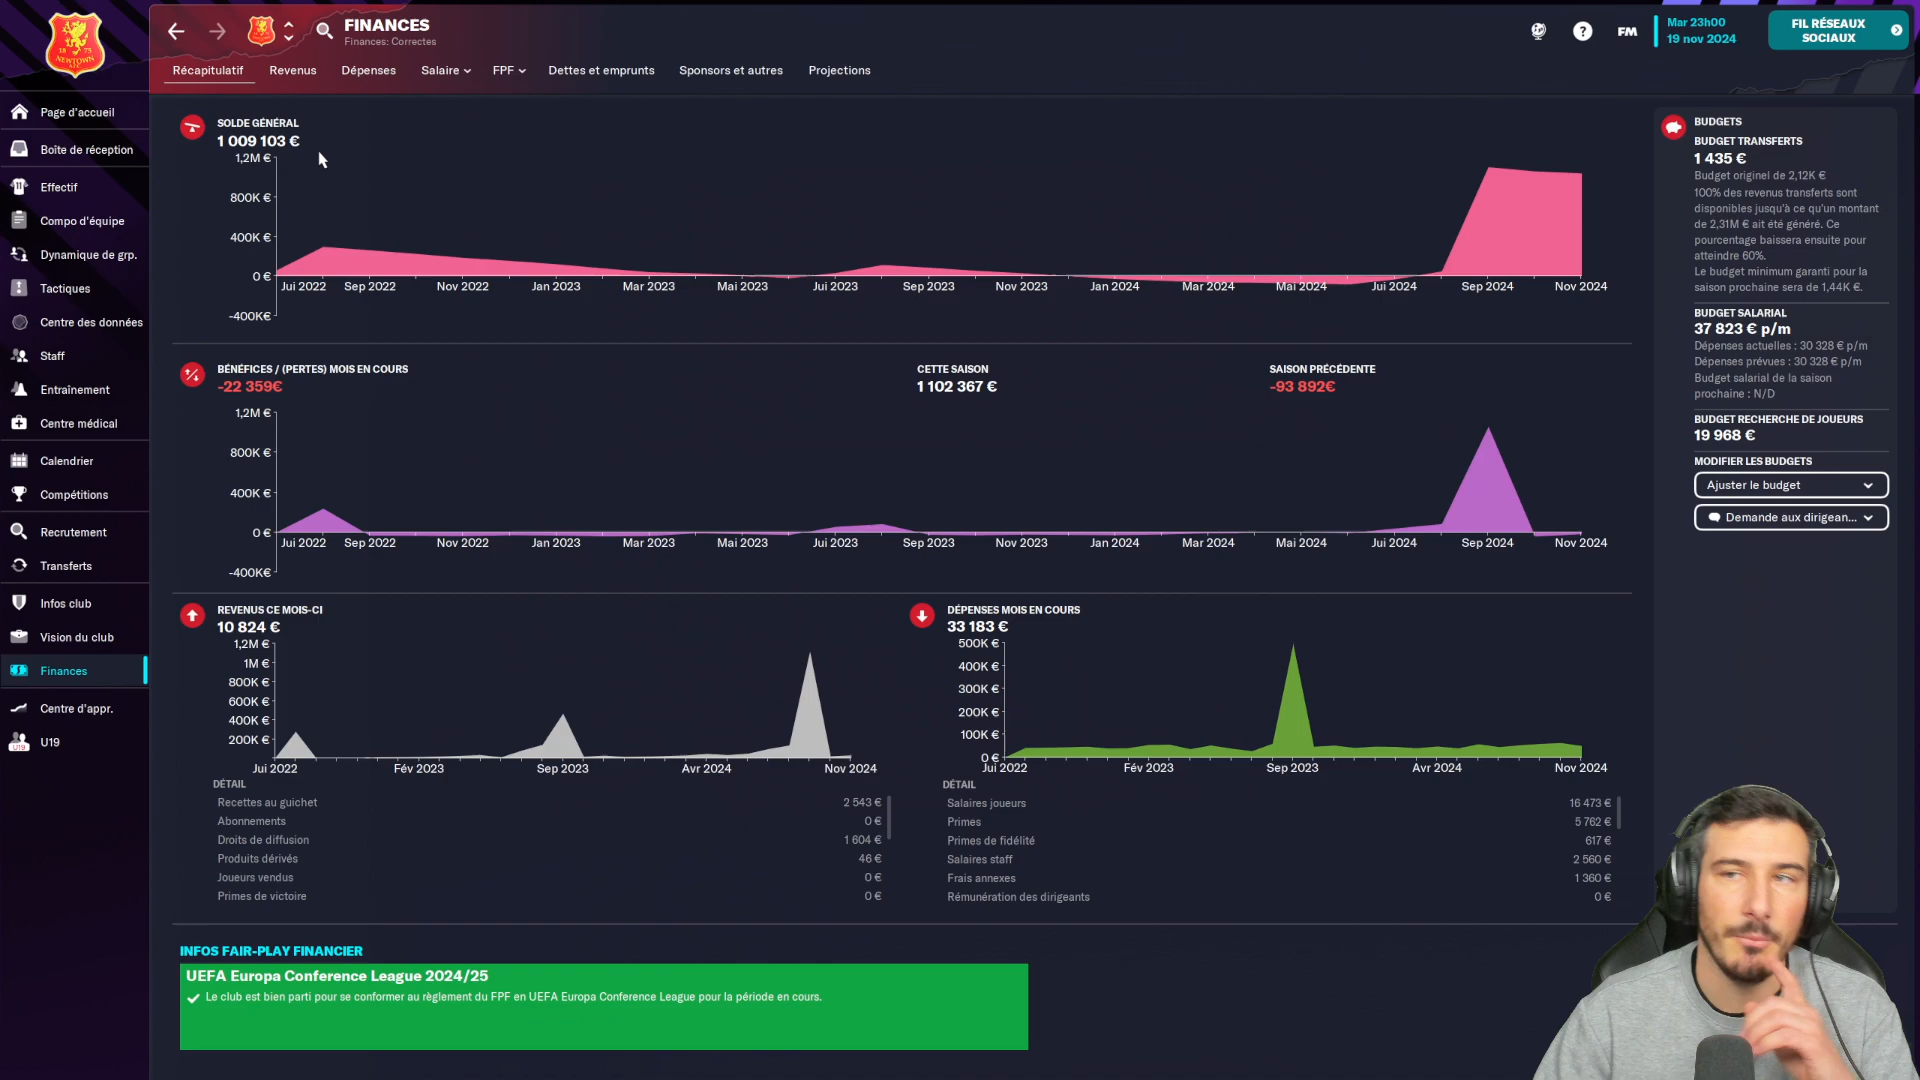 1875
NEWTOWN
A.F.C
FINANCES
Finances: Correctes
FM
Mar 23h00
19 nov 2024
FIL RÉSEAUX
SOCIAUX
Récapitulatif
Revenus
Dépenses
Salaire
FPF
Dettes et emprunts
Sponsors et autres
Projections
Page d'accueil
Boîte de réception
Effectif
Compo d'équipe
Dynamique de grp.
Tactiques
Centre des données
Staff
Entraînement
Centre médical
Calendrier
Compétitions
Recrutement
Transferts
Infos club
Vision du club
Finances
Centre d'appr.
U19
U19
SOLDE GÉNÉRAL
1 009 103 €
1,2M €
800K €
400K €
0 €
-400K€
Jui 2022 Sep 2022 Nov 2022 Jan 2023 Mar 2023 Mai 2023 Jui 2023 Sep 2023 Nov 2023 Jan 2024 Mar 2024 Mai 2024 Jui 2024 Sep 2024 Nov 2024
BÉNÉFICES / (PERTES) MOIS EN COURS
-22 359€
CETTE SAISON
1 102 367 €
SAISON PRÉCÉDENTE
-93 892€
1,2M €
800K €
400K €
0 €
-400K€
Jui 2022 Sep 2022 Nov 2022 Jan 2023 Mar 2023 Mai 2023 Jui 2023 Sep 2023 Nov 2023 Jan 2024 Mar 2024 Mai 2024 Jui 2024 Sep 2024 Nov 2024
REVENUS CE MOIS-CI
10 824 €
1,2M €
1M €
800K €
600K €
400K €
200K €
Jui 2022 Fév 2023 Sep 2023 Avr 2024 Nov 2024
DÉTAIL
Recettes au guichet 2 543 €
Abonnements 0 €
Droits de diffusion 1 604 €
Produits dérivés 46 €
Joueurs vendus 0 €
Primes de victoire 0 €
DÉPENSES MOIS EN COURS
33 183 €
500K €
400K €
300K €
200K €
100K €
0 €
Jui 2022 Fév 2023 Sep 2023 Avr 2024 Nov 2024
DÉTAIL
Salaires joueurs 16 473 €
Primes 5 762 €
Primes de fidélité 617 €
Salaires staff 2 560 €
Frais annexes 1 360 €
Rémunération des dirigeants 0 €
INFOS FAIR-PLAY FINANCIER
UEFA Europa Conference League 2024/25
Le club est bien parti pour se conformer au règlement du FPF en UEFA Europa Conference League pour la période en cours.
BUDGETS
BUDGET TRANSFERTS
1 435 €
Budget originel de 2,12K €
100% des revenus transferts sont
disponibles jusqu'à ce qu'un montant
de 2,31M € ait été généré. Ce
pourcentage baissera ensuite pour
atteindre 60%.
Le budget minimum garanti pour la
saison prochaine sera de 1,44K €.
BUDGET SALARIAL
37 823 € p/m
Dépenses actuelles : 30 328 € p/m
Dépenses prévues : 30 328 € p/m
Budget salarial de la saison
prochaine : N/D
BUDGET RECHERCHE DE JOUEURS
19 968 €
MODIFIER LES BUDGETS
Ajuster le budget
Demande aux dirigean...